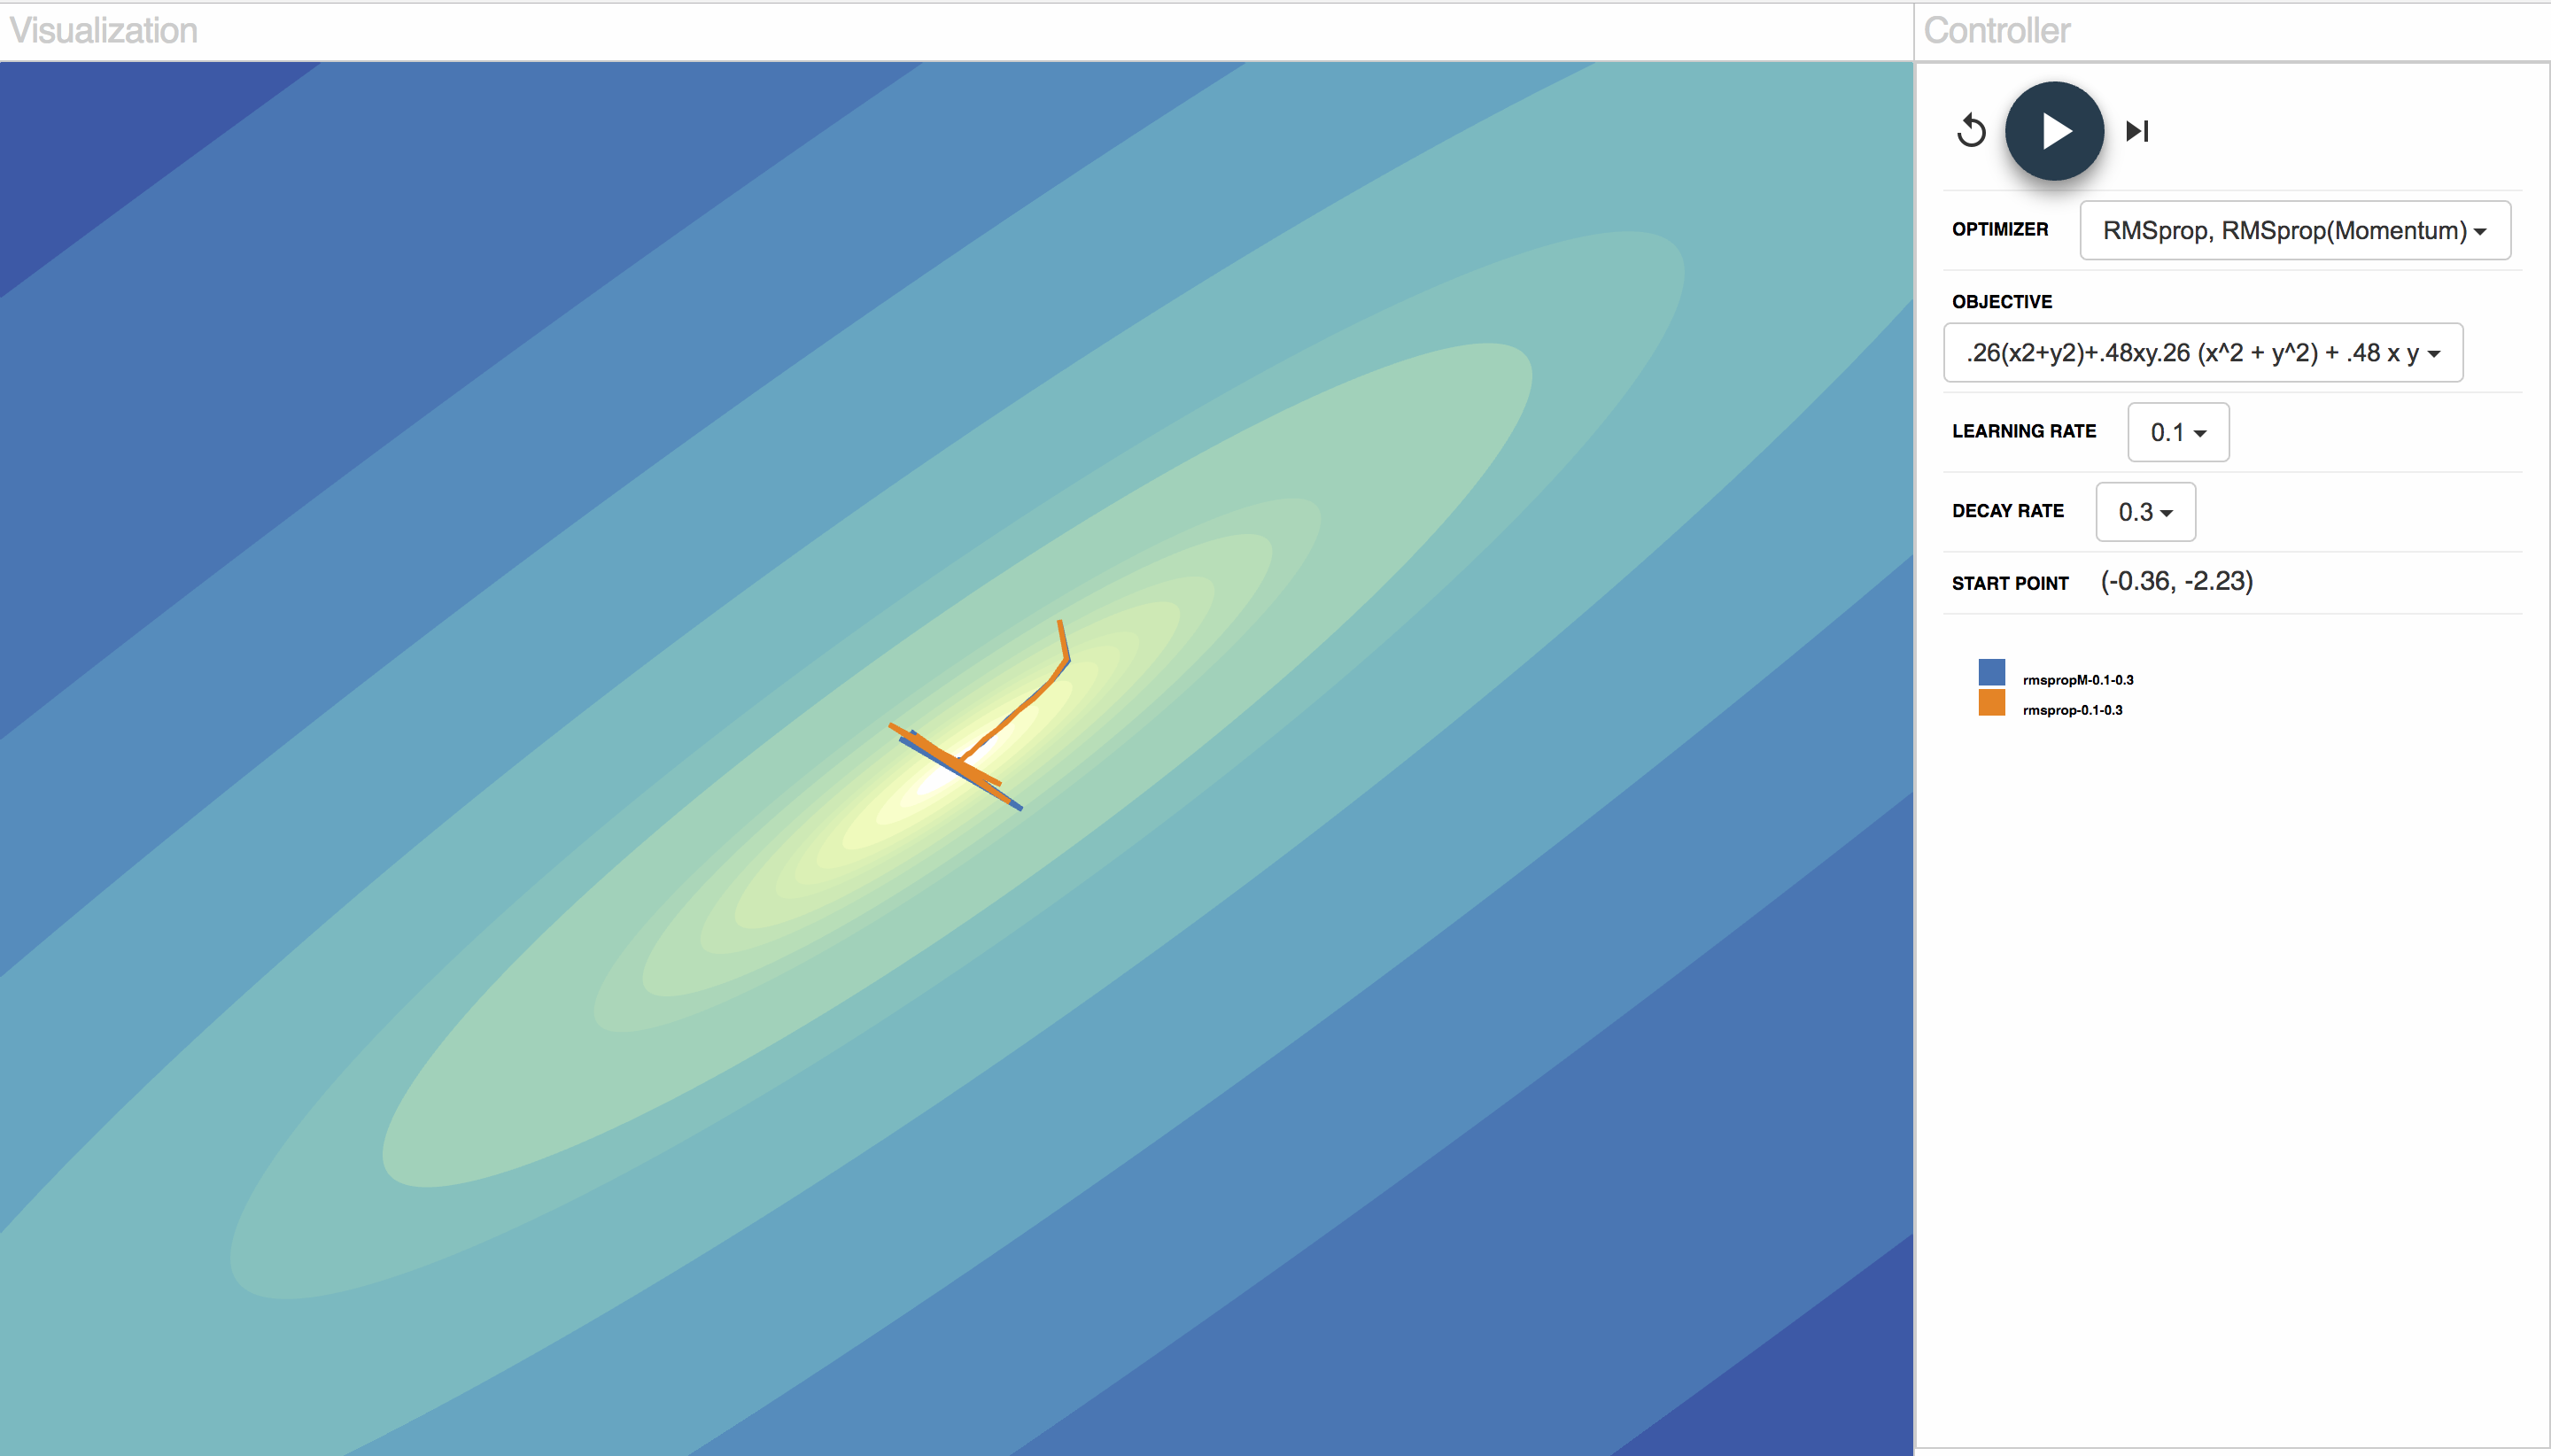 Visualization
Controller
OPTIMIZER RMSprop, RMSprop(Momentum)
OBJECTIVE
.26(x2+y2)+.48xy.26 (x^2 + y^2) + .48 x y
LEARNING RATE 0.1
DECAY RATE 0.3
START POINT (-0.36, -2.23)
rmspropM-0.1-0.3
rmsprop-0.1-0.3